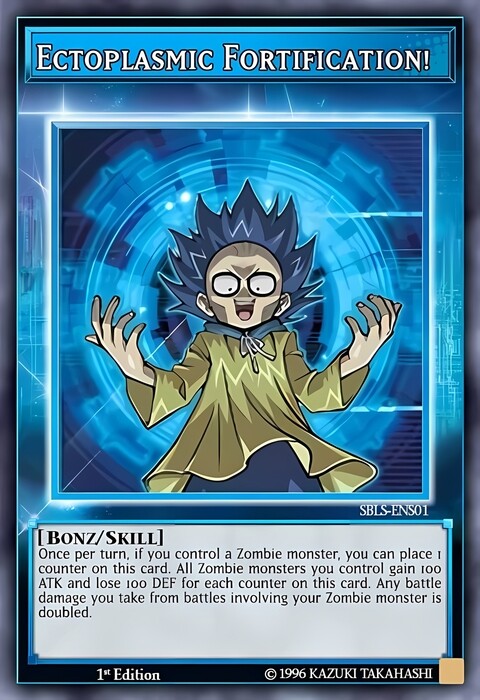 Ectoplasmic Fortification!
SBLS-ENS01
[Bonz/Skill]
Once per turn, if you control a Zombie monster, you can place 1
counter on this card. All Zombie monsters you control gain 100
ATK and lose 100 DEF for each counter on this card. Any battle
damage you take from battles involving your Zombie monster is
doubled.
1st Edition
© 1996 KAZUKI TAKAHASHI